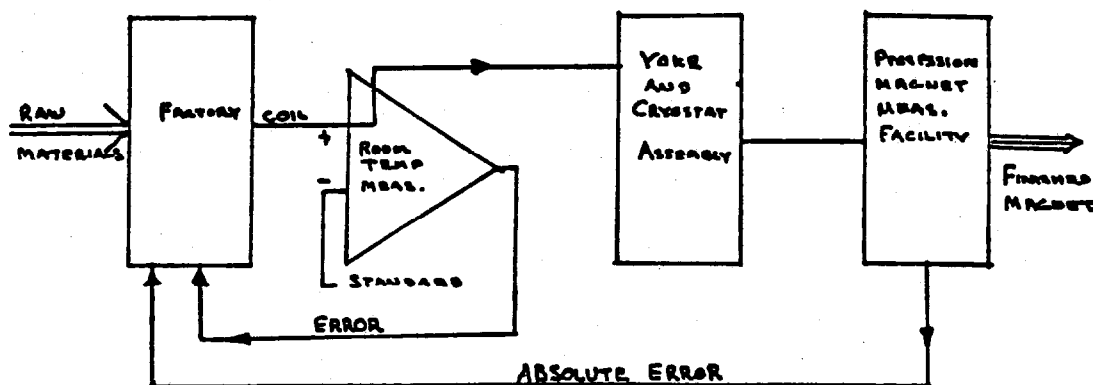 RAW
MATERIALS
FACTORY
COIL
+
-
ROOM
TEMP
MEAS.
STANDARD
ERROR
YOKE
AND
CRYOSTAT
ASSEMBLY
MAGNET
MEAS.
FACILITY
FINISHED
MAGNET
ABSOLUTE ERROR